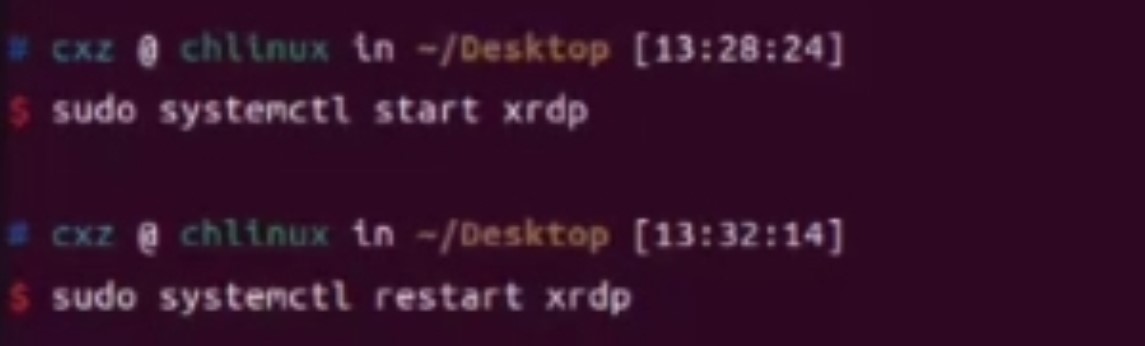 # cxz @ chlinux in ~/Desktop [13:28:24]
$ sudo systemctl start xrdp
# cxz @ chlinux in ~/Desktop [13:32:14]
$ sudo systemctl restart xrdp